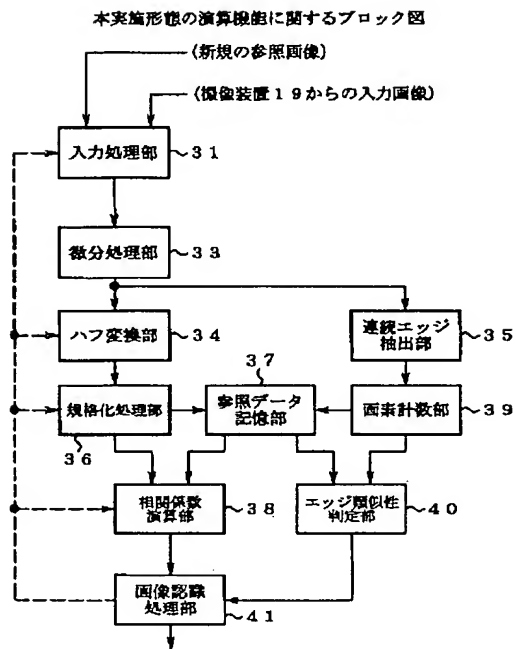 本実施形態の演算機能に関するブロック図
(新規の参照画像)
(撮像装置19からの入力画像)
入力処理部
31
微分処理部
33
ハフ変換部
34
連続エッジ
抽出部
35
37
規格化処理部
36
参照データ
記憶部
画素計数部
39
相関係数
演算部
38
エッジ類似性
判定部
40
画像認識
処理部
41